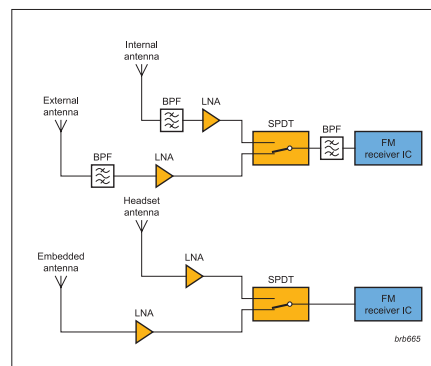 Internal
antenna
BPF
LNA
External
antenna
SPDT
BPF
FM
receiver IC
BPF
LNA
Headset
antenna
LNA
Embedded
antenna
SPDT
FM
receiver IC
LNA
brb665